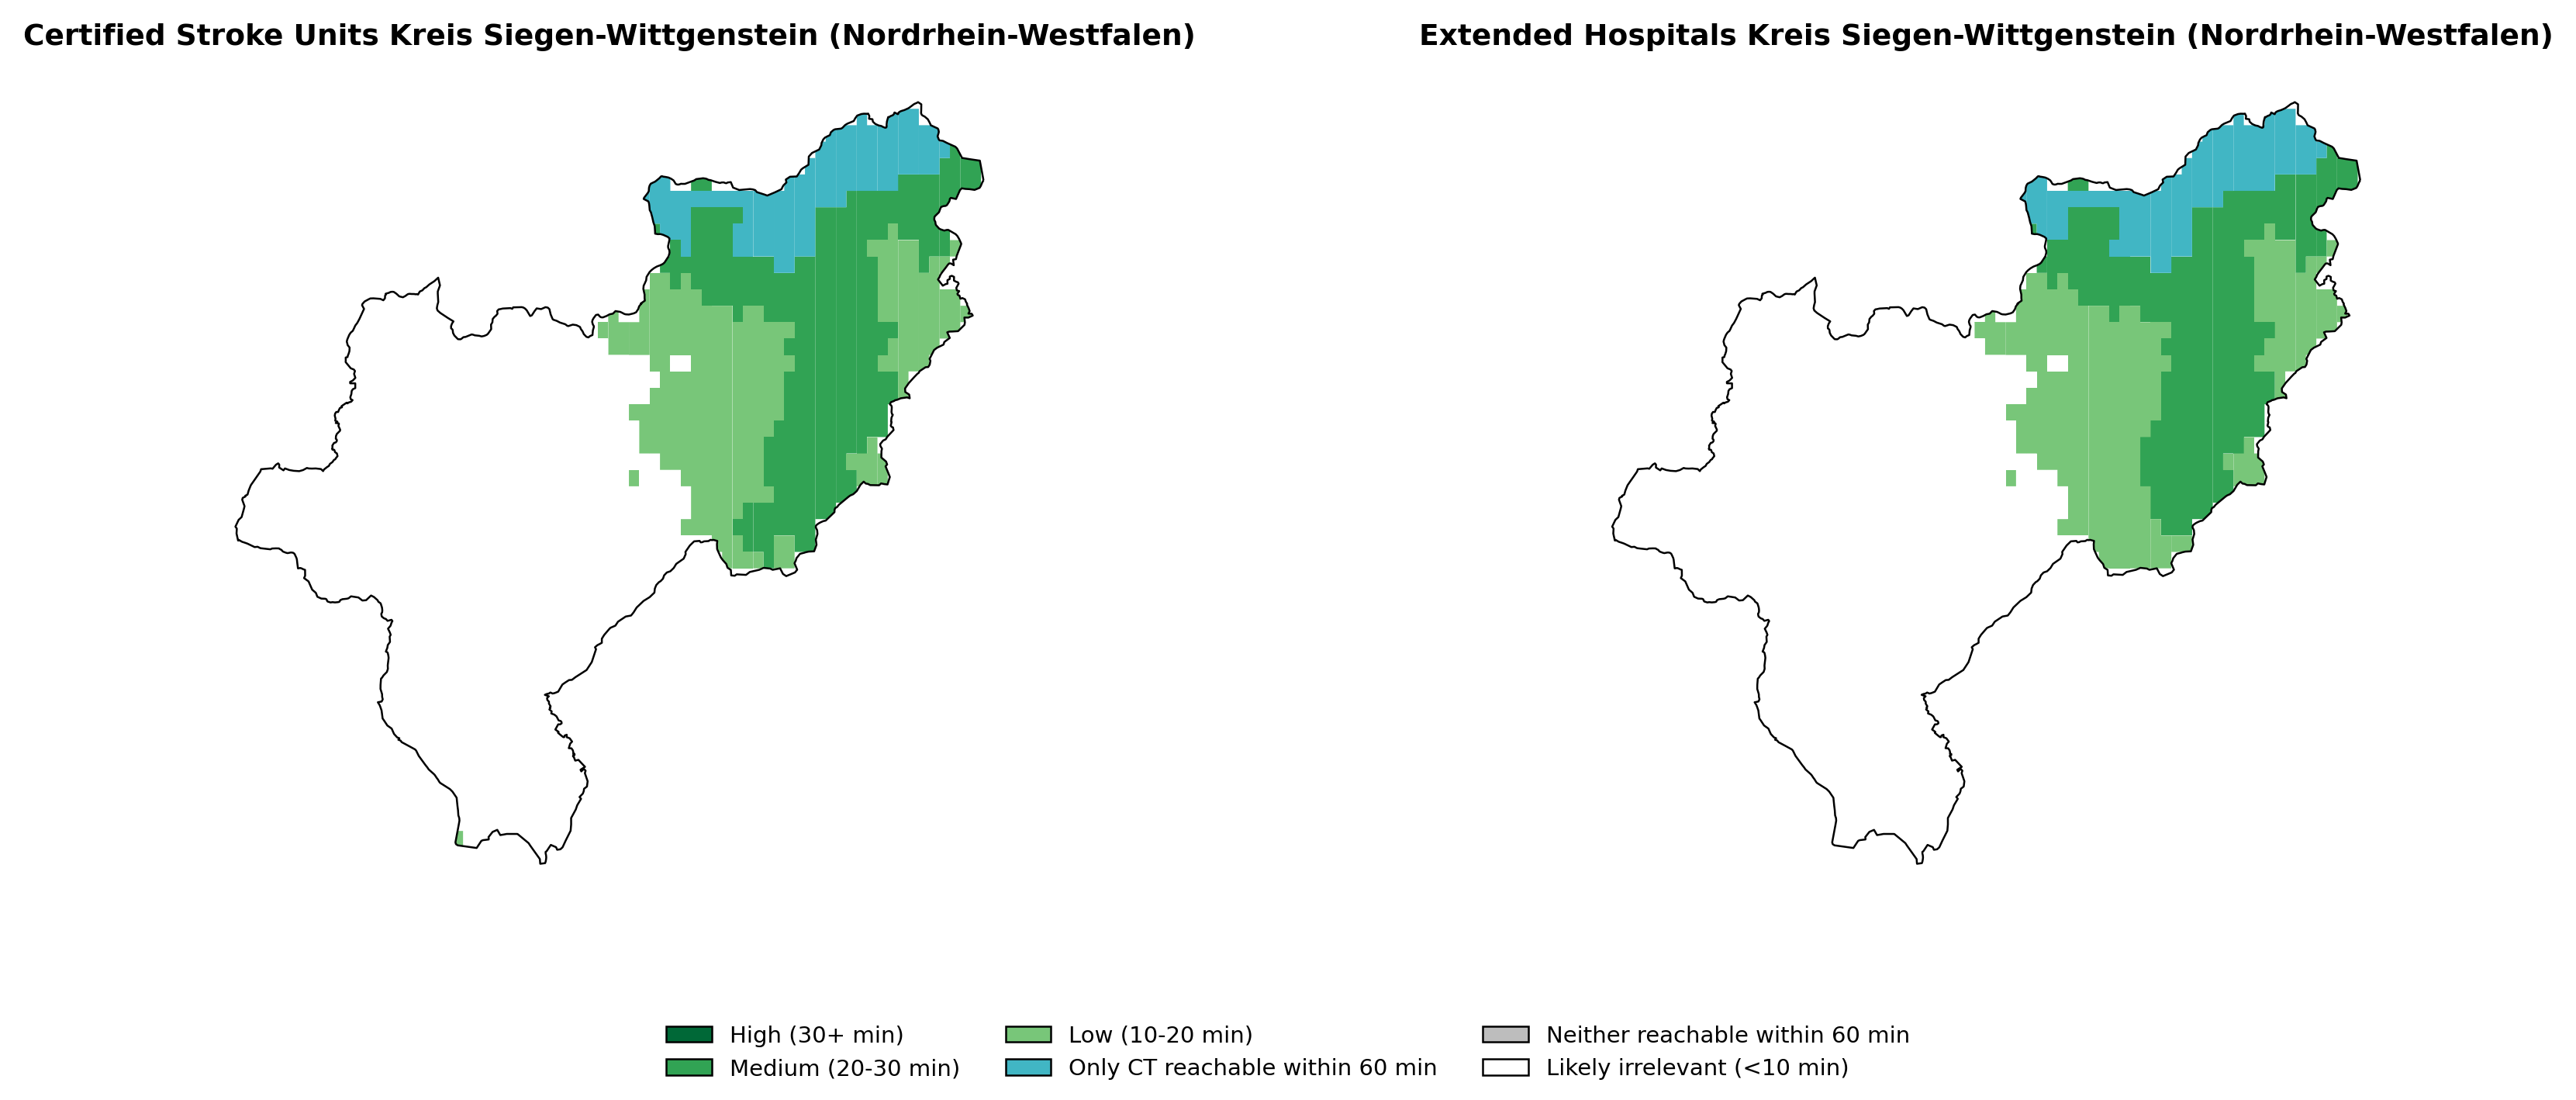 Certified Stroke Units Kreis Siegen-Wittgenstein (Nordrhein-Westfalen)
Extended Hospitals Kreis Siegen-Wittgenstein (Nordrhein-Westfalen)
High (30+ min)
Medium (20-30 min)
Low (10-20 min)
Only CT reachable within 60 min
Neither reachable within 60 min
Likely irrelevant (<10 min)